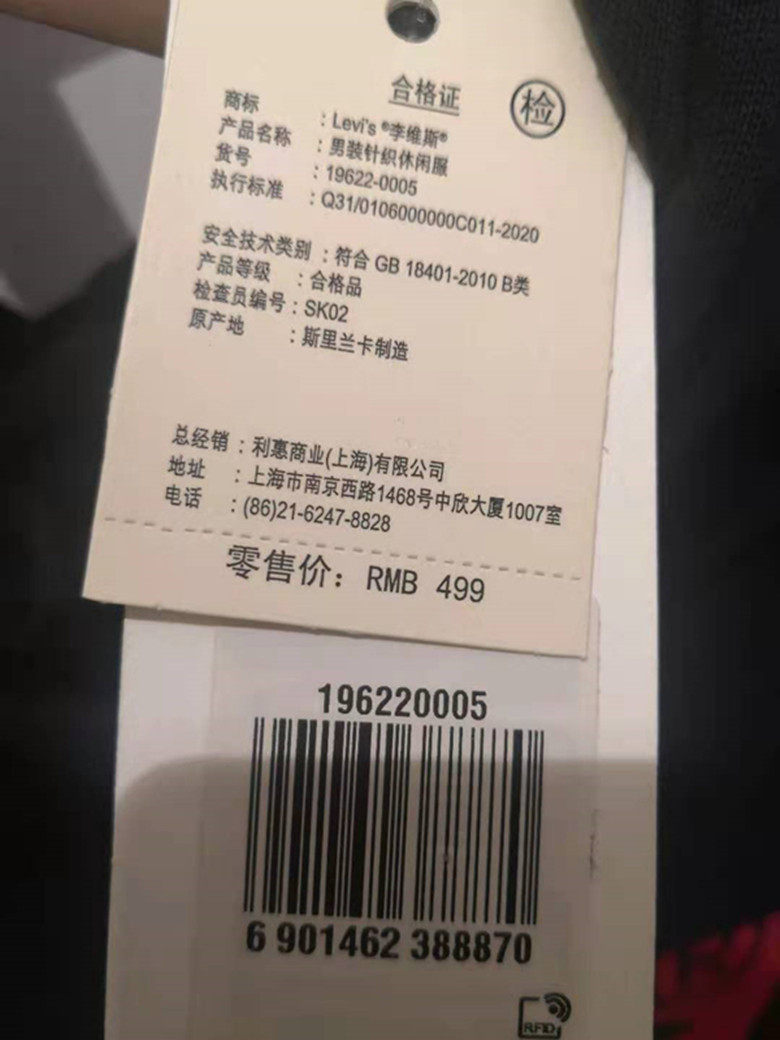 合格证
检
商标 : Levi's ®李维斯®
产品名称 : 男装针织休闲服
货号 : 19622-0005
执行标准 : Q31/0106000000C011-2020
安全技术类别 : 符合 GB 18401-2010 B类
产品等级 : 合格品
检查员编号 : SK02
原产地 : 斯里兰卡制造
总经销 : 利惠商业(上海)有限公司
地址 : 上海市南京西路1468号中欣大厦1007室
电话 : (86)21-6247-8828
零售价: RMB 499
196220005
6 901462 388870
RFID